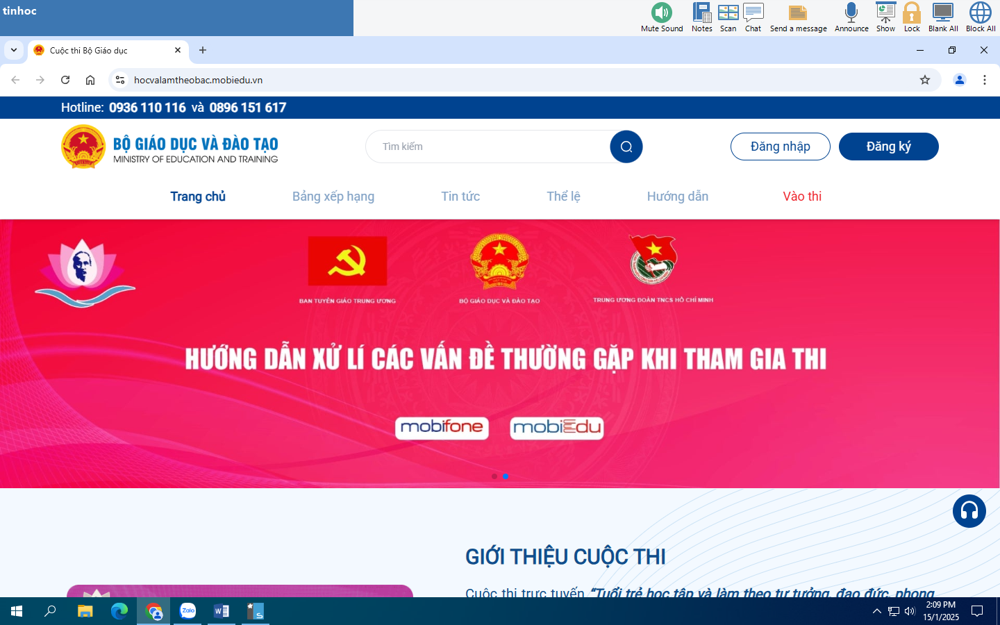 tinhoc
Mute Sound
Notes
Scan
Chat
Send a message
Announce
Show
Lock
Blank All
Block All
Cuộc thi Bộ Giáo dục
hocvalamtheobac.mobiedu.vn
Hotline: 0936 110 116 và 0896 151 617
BỘ GIÁO DỤC VÀ ĐÀO TẠO
MINISTRY OF EDUCATION AND TRAINING
Tìm kiếm
Đăng nhập
Đăng ký
Trang chủ
Bảng xếp hạng
Tin tức
Thể lệ
Hướng dẫn
Vào thi
BAN TUYÊN GIÁO TRUNG ƯƠNG
BỘ GIÁO DỤC VÀ ĐÀO TẠO
TRUNG ƯƠNG ĐOÀN TNCS HỒ CHÍ MINH
HƯỚNG DẪN XỬ LÍ CÁC VẤN ĐỀ THƯỜNG GẶP KHI THAM GIA THI
mobifone
mobiEdu
GIỚI THIỆU CUỘC THI
Cuộc thi trực tuyến “Tuổi trẻ học tập và làm theo tư tưởng, đạo đức, phong
Zalo
W
S
2:09 PM
15/1/2025